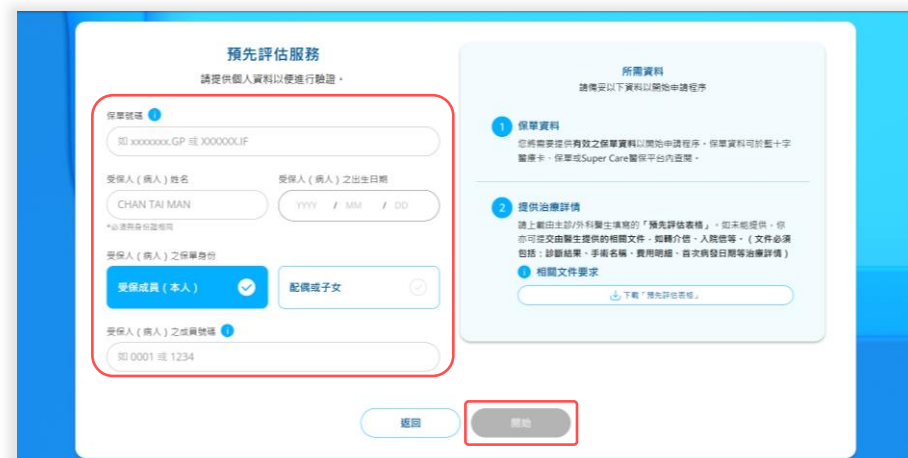 預先評估服務
請提供個人資料以便進行驗證。
保單號碼 i
如 xxxxxxx.GP 或 XXXXXX.IF
受保人（病人）姓名
受保人（病人）之出生日期
CHAN TAI MAN
YYYY / MM / DD
*必須與身份證相同
受保人（病人）之保單身份
受保成員（本人）
配偶或子女
受保人（病人）之成員號碼 i
如 0001 或 1234
所需資料
請備妥以下資料以開始申請程序
1 保單資料
您將需要提供有效之保單資料以開始申請程序。保單資料可於藍十字
醫療卡、保單或Super Care醫保平台內查閱。
2 提供治療詳情
請上載由主診/外科醫生填寫的「預先評估表格」。如未能提供，你
亦可提交由醫生提供的相關文件，如轉介信、入院信等。（文件必須
包括：診斷結果、手術名稱、費用明細、首次病發日期等治療詳情）
i 相關文件要求
下載「預先評估表格」
返回
開始